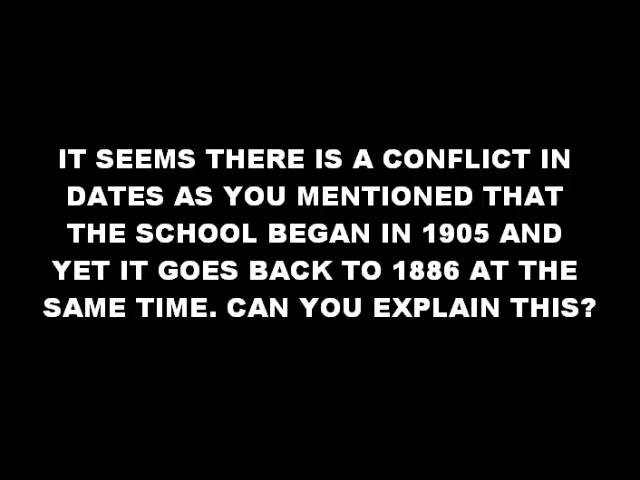 IT SEEMS THERE IS A CONFLICT IN
DATES AS YOU MENTIONED THAT
THE SCHOOL BEGAN IN 1905 AND
YET IT GOES BACK TO 1886 AT THE
SAME TIME. CAN YOU EXPLAIN THIS?